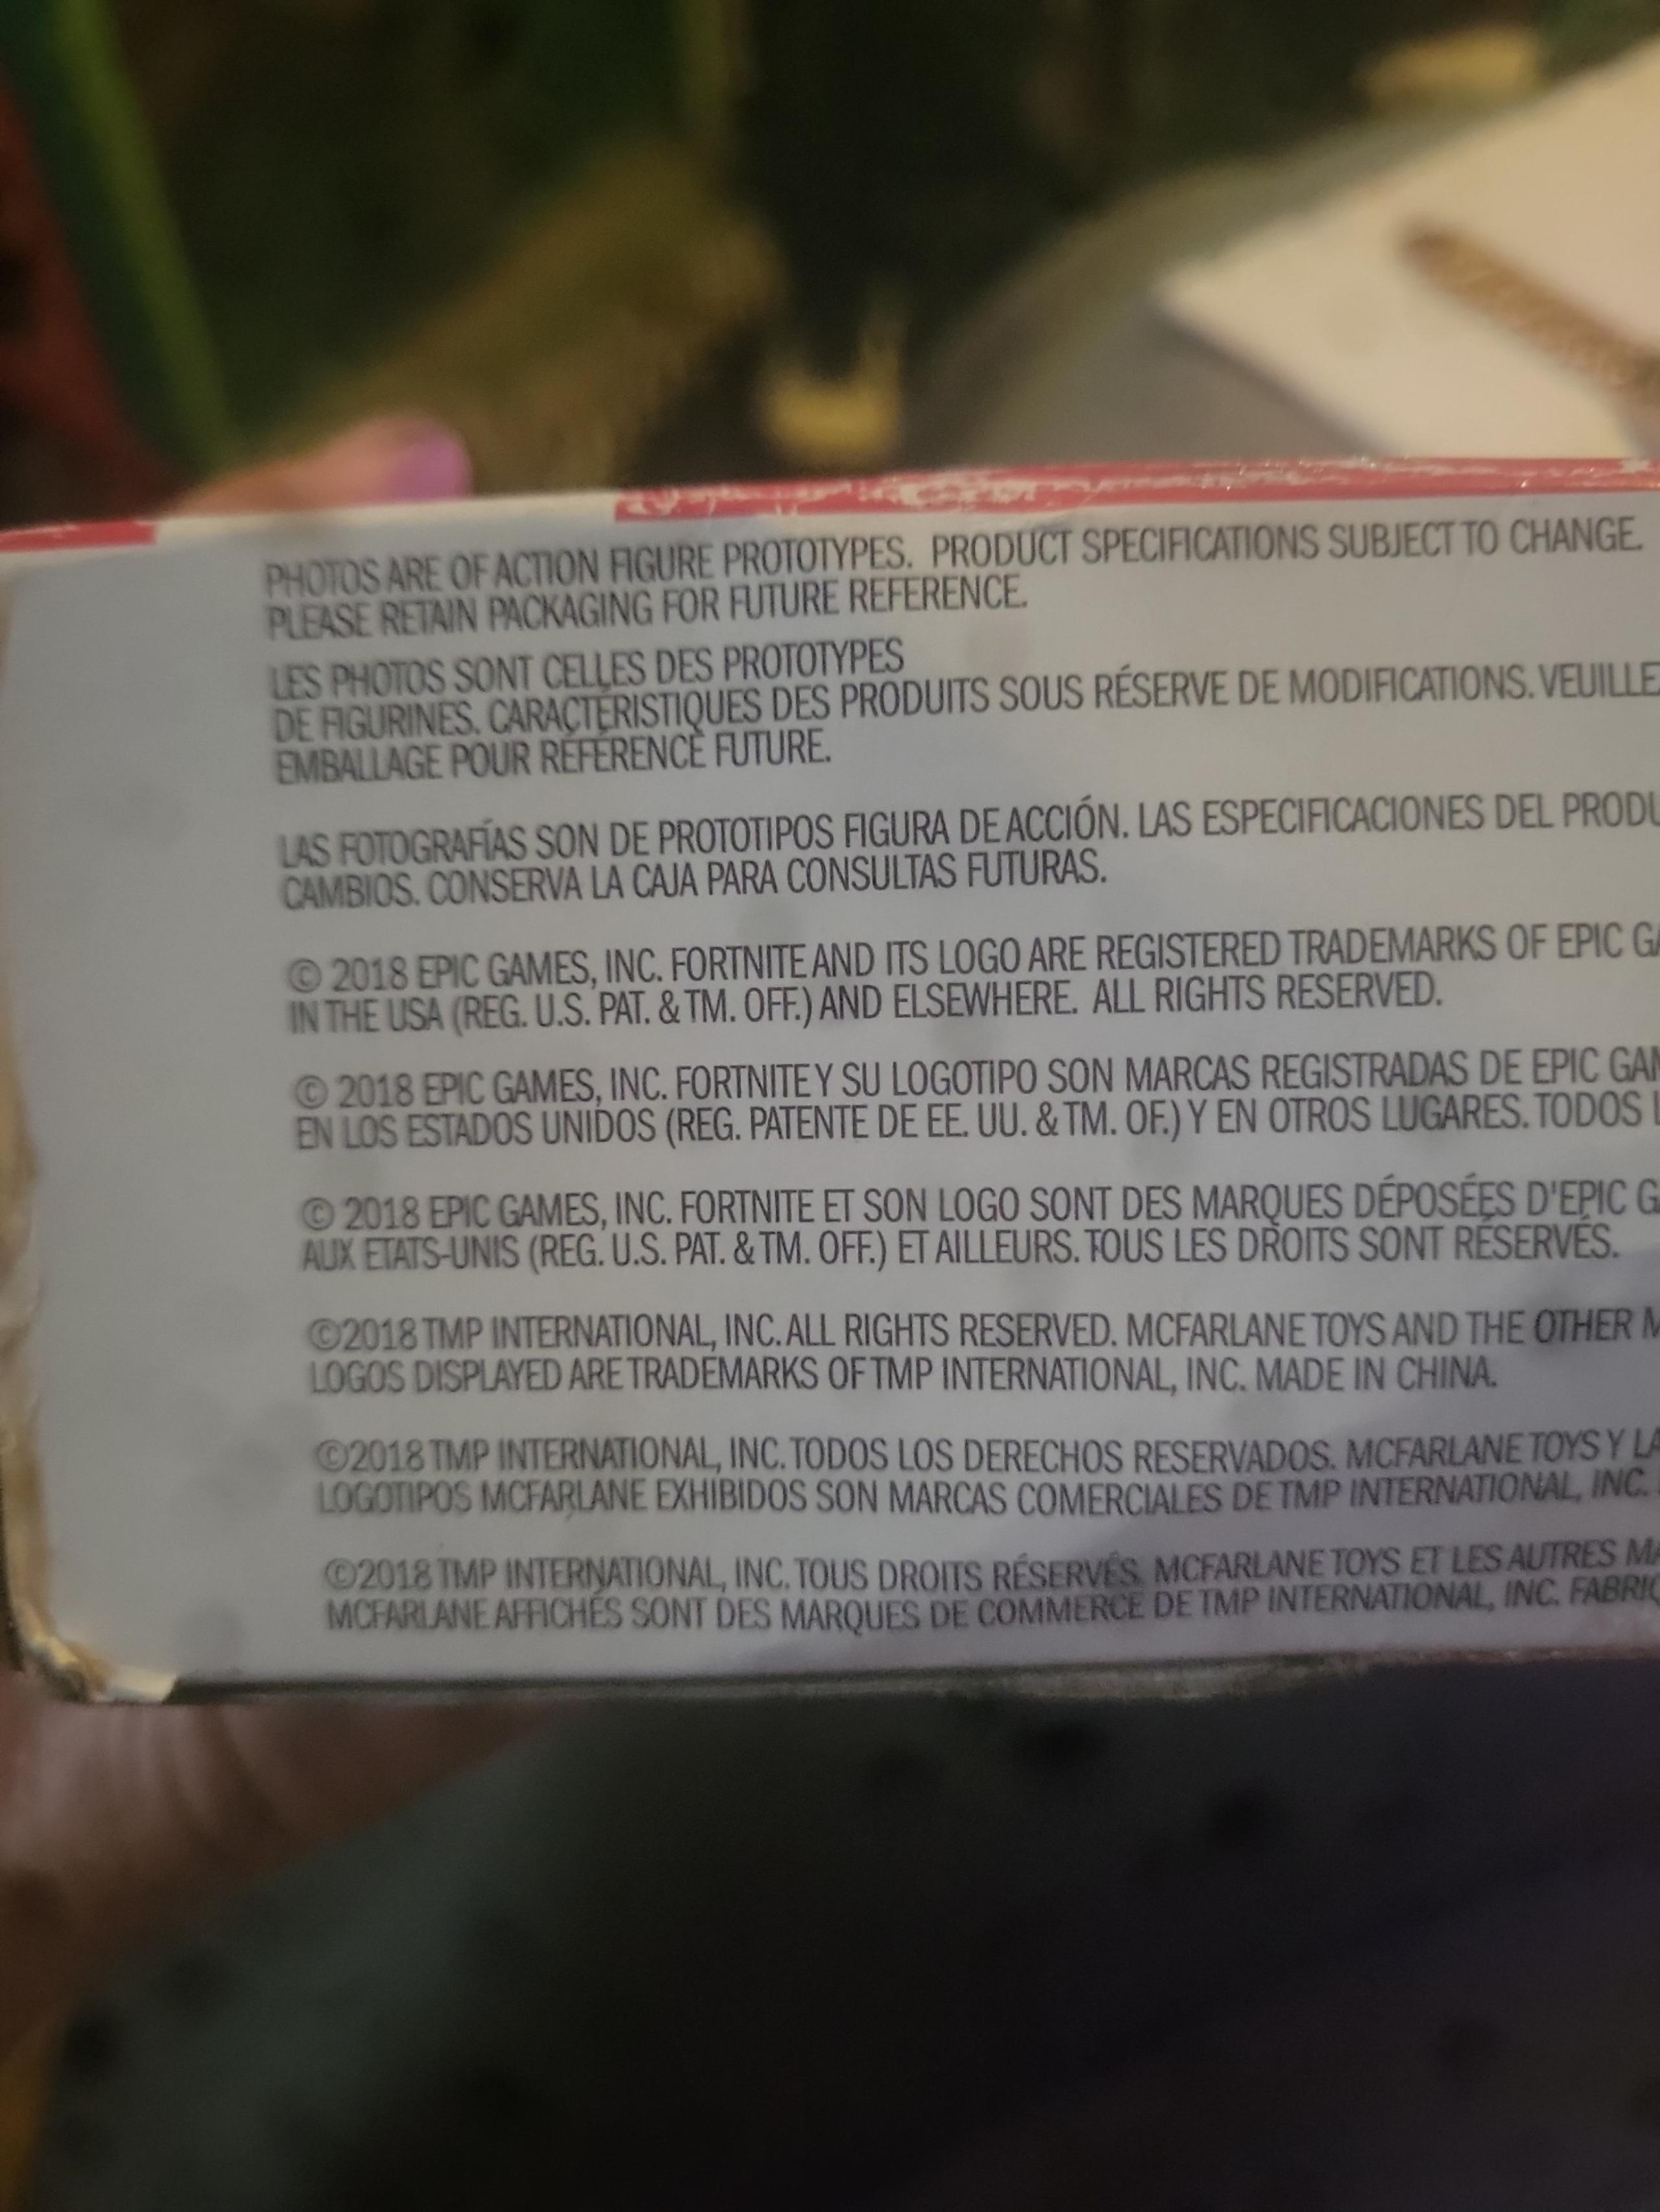 PHOTOS ARE OF ACTION FIGURE PROTOTYPES. PRODUCT SPECIFICATIONS SUBJECT TO CHANGE.
PLEASE RETAIN PACKAGING FOR FUTURE REFERENCE.
LES PHOTOS SONT CELLES DES PROTOTYPES
DE FIGURINES. CARACTÉRISTIQUES DES PRODUITS SOUS RÉSERVE DE MODIFICATIONS. VEUILLE
EMBALLAGE POUR RÉFÉRENCE FUTURE.
LAS FOTOGRAFÍAS SON DE PROTOTIPOS FIGURA DE ACCIÓN. LAS ESPECIFICACIONES DEL PRODU
CAMBIOS. CONSERVA LA CAJA PARA CONSULTAS FUTURAS.
© 2018 EPIC GAMES, INC. FORTNITE AND ITS LOGO ARE REGISTERED TRADEMARKS OF EPIC GA
IN THE USA (REG. U.S. PAT. & TM. OFF.) AND ELSEWHERE. ALL RIGHTS RESERVED.
© 2018 EPIC GAMES, INC. FORTNITE Y SU LOGOTIPO SON MARCAS REGISTRADAS DE EPIC GAM
EN LOS ESTADOS UNIDOS (REG. PATENTE DE EE. UU. & TM. OF.) Y EN OTROS LUGARES. TODOS L
© 2018 EPIC GAMES, INC. FORTNITE ET SON LOGO SONT DES MARQUES DÉPOSÉES D'EPIC G
AUX ETATS-UNIS (REG. U.S. PAT. & TM. OFF.) ET AILLEURS. TOUS LES DROITS SONT RÉSERVÉS.
©2018 TMP INTERNATIONAL, INC. ALL RIGHTS RESERVED. MCFARLANE TOYS AND THE OTHER M
LOGOS DISPLAYED ARE TRADEMARKS OF TMP INTERNATIONAL, INC. MADE IN CHINA.
©2018 TMP INTERNATIONAL, INC. TODOS LOS DERECHOS RESERVADOS. MCFARLANE TOYS Y LA
LOGOTIPOS MCFARLANE EXHIBIDOS SON MARCAS COMERCIALES DE TMP INTERNATIONAL, INC.
©2018 TMP INTERNATIONAL, INC. TOUS DROITS RÉSERVÉS. MCFARLANE TOYS ET LES AUTRES MA
MCFARLANE AFFICHÉS SONT DES MARQUES DE COMMERCE DE TMP INTERNATIONAL, INC. FABRIQ